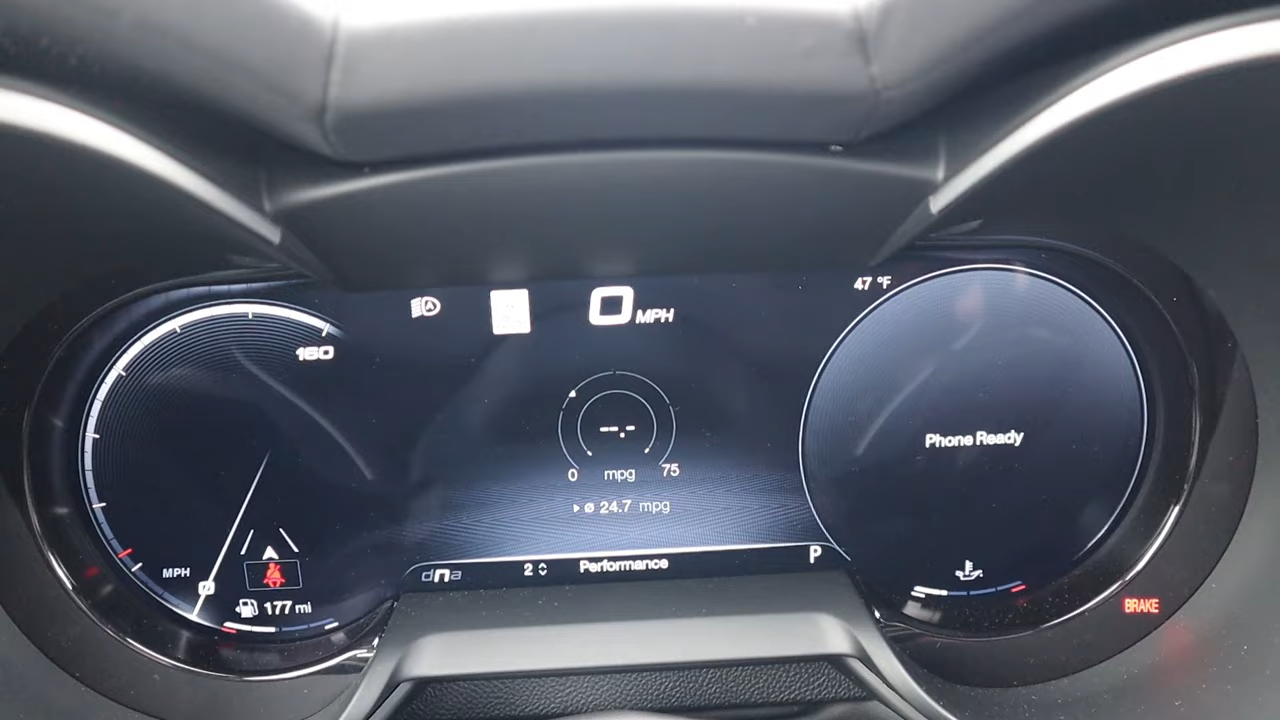 160
0
MPH
177 mi
0 MPH
--.-
0 mpg 75
ø 24.7 mpg
dna 2 Performance P
47 °F
Phone Ready
BRAKE